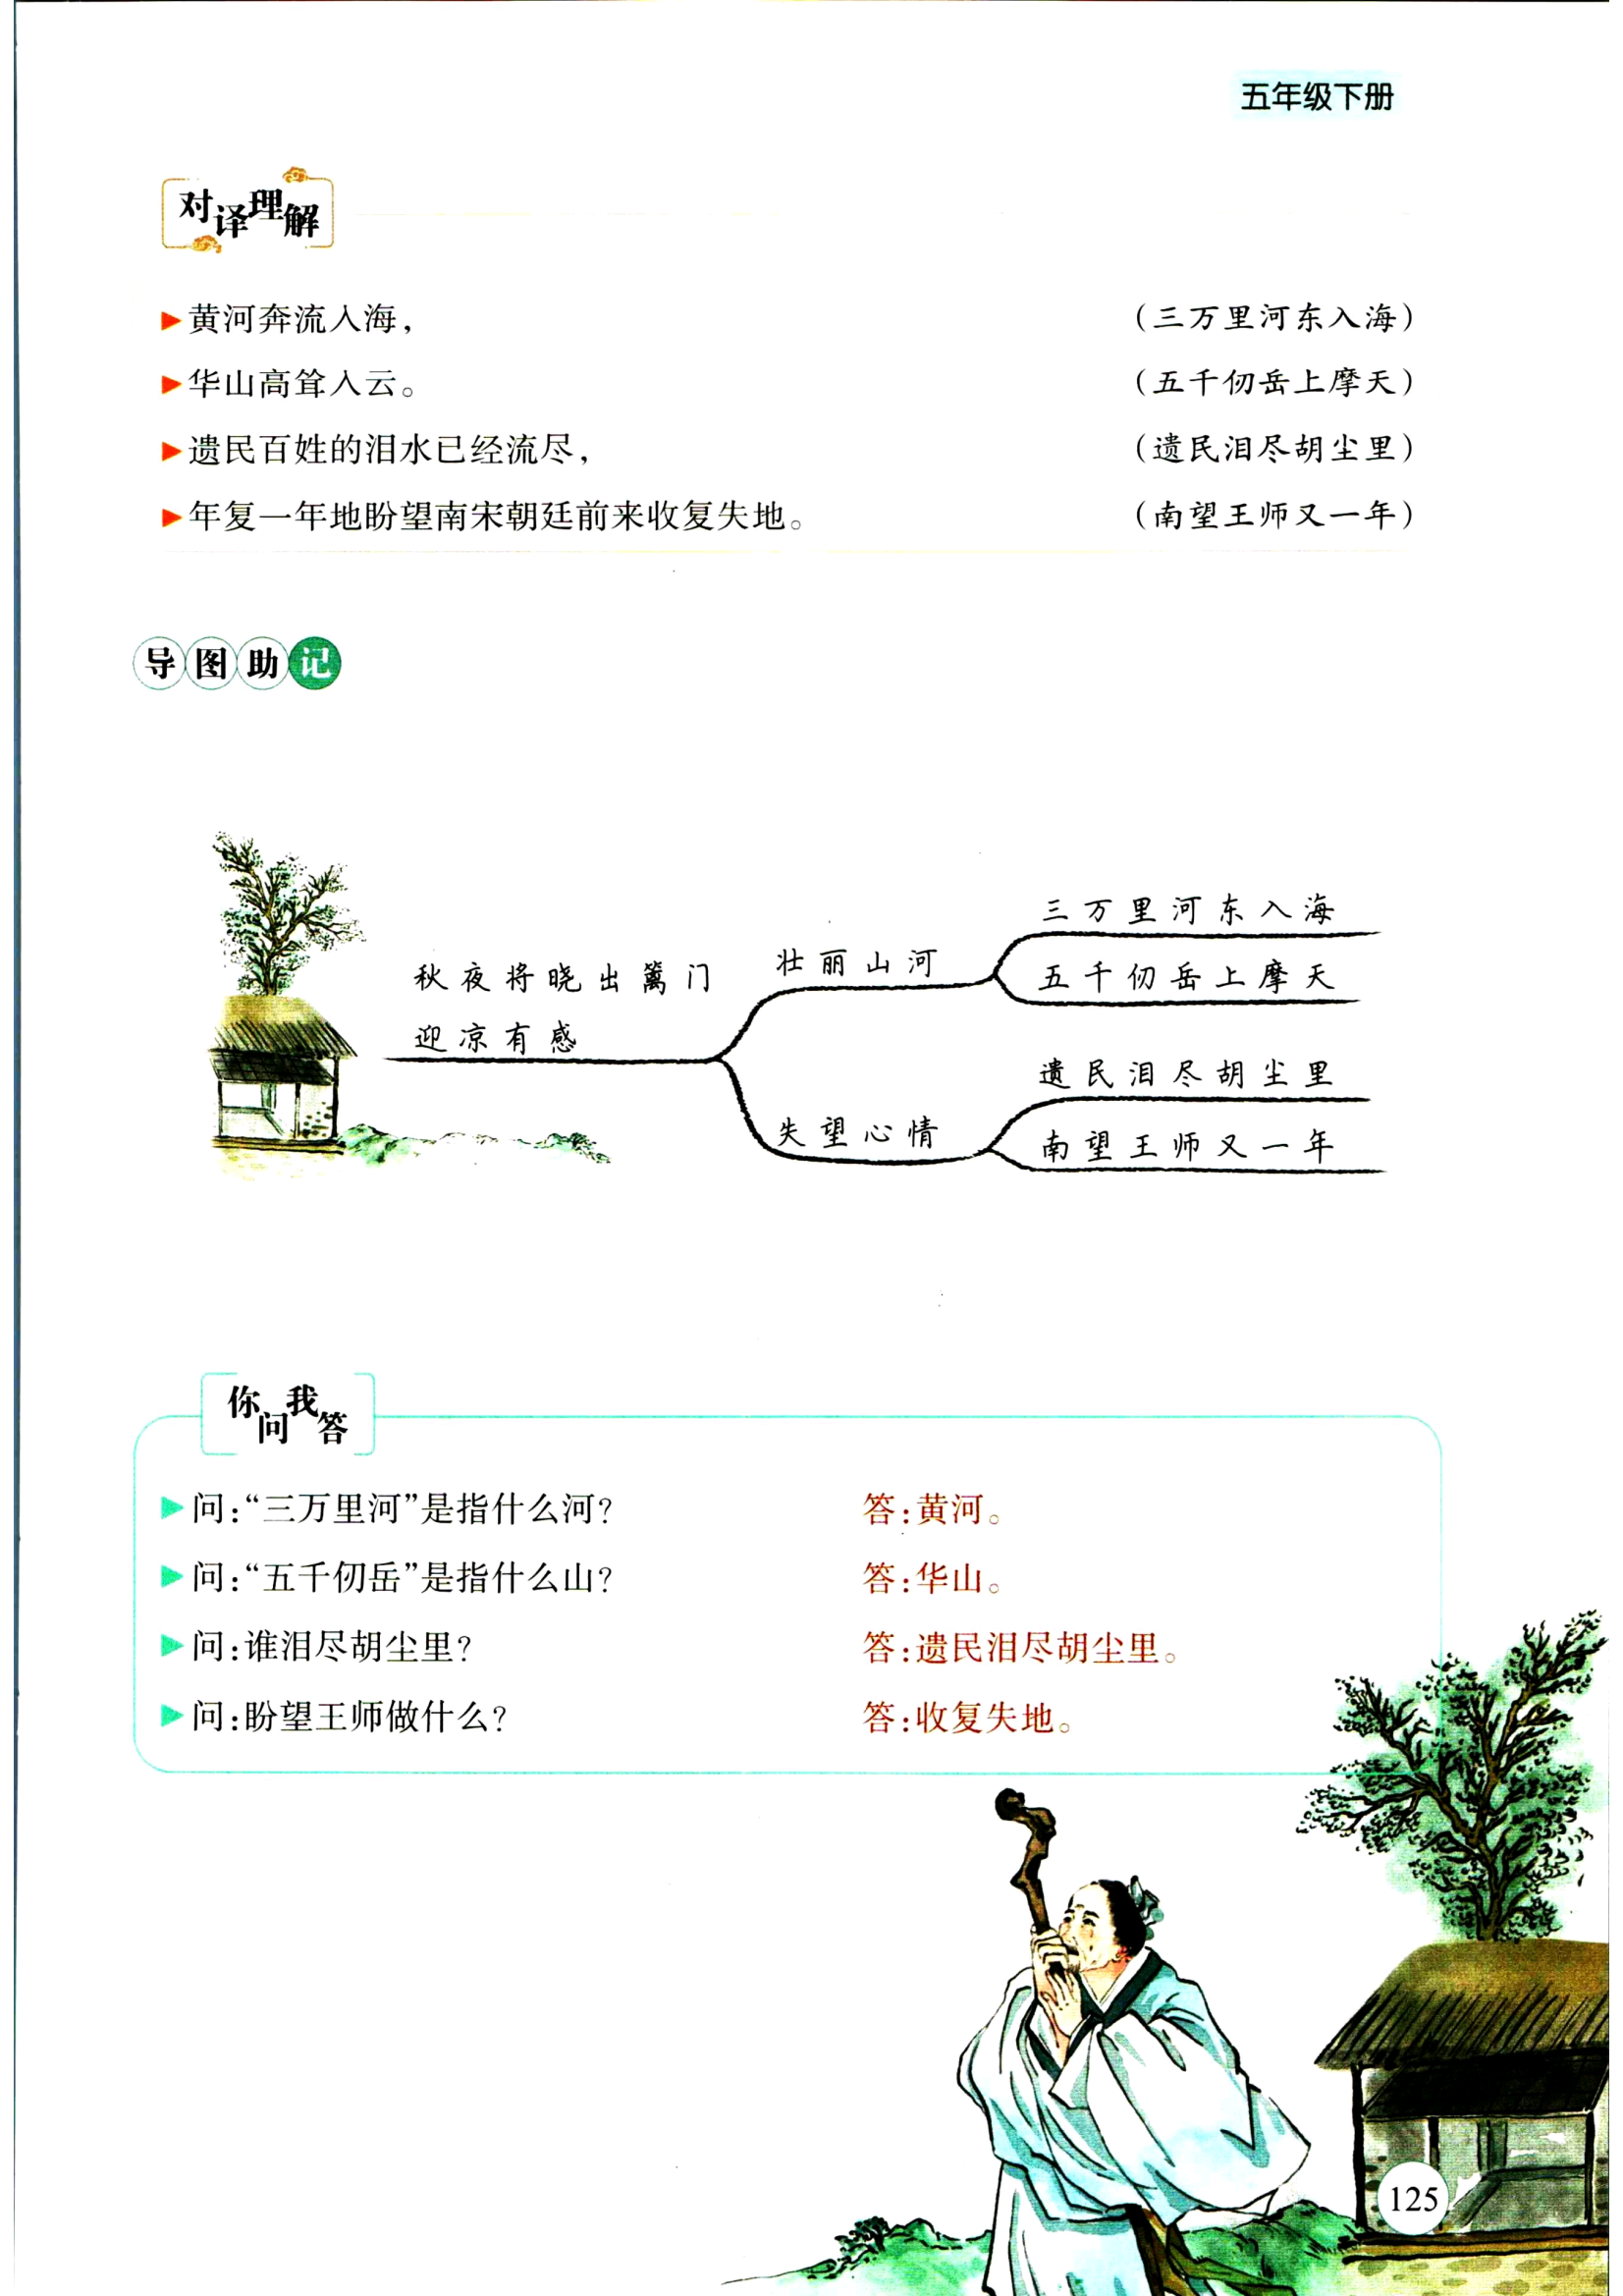 五年级下册
对译理解
▶黄河奔流入海， （三万里河东入海）
▶华山高耸入云。 （五千仞岳上摩天）
▶遗民百姓的泪水已经流尽， （遗民泪尽胡尘里）
▶年复一年地盼望南宋朝廷前来收复失地。 （南望王师又一年）
导图助记
秋夜将晓出篱门
迎凉有感
壮丽山河
三万里河东入海
五千仞岳上摩天
失望心情
遗民泪尽胡尘里
南望王师又一年
你问我答
▶问：“三万里河”是指什么河？ 答：黄河。
▶问：“五千仞岳”是指什么山？ 答：华山。
▶问：谁泪尽胡尘里？ 答：遗民泪尽胡尘里。
▶问：盼望王师做什么？ 答：收复失地。
125